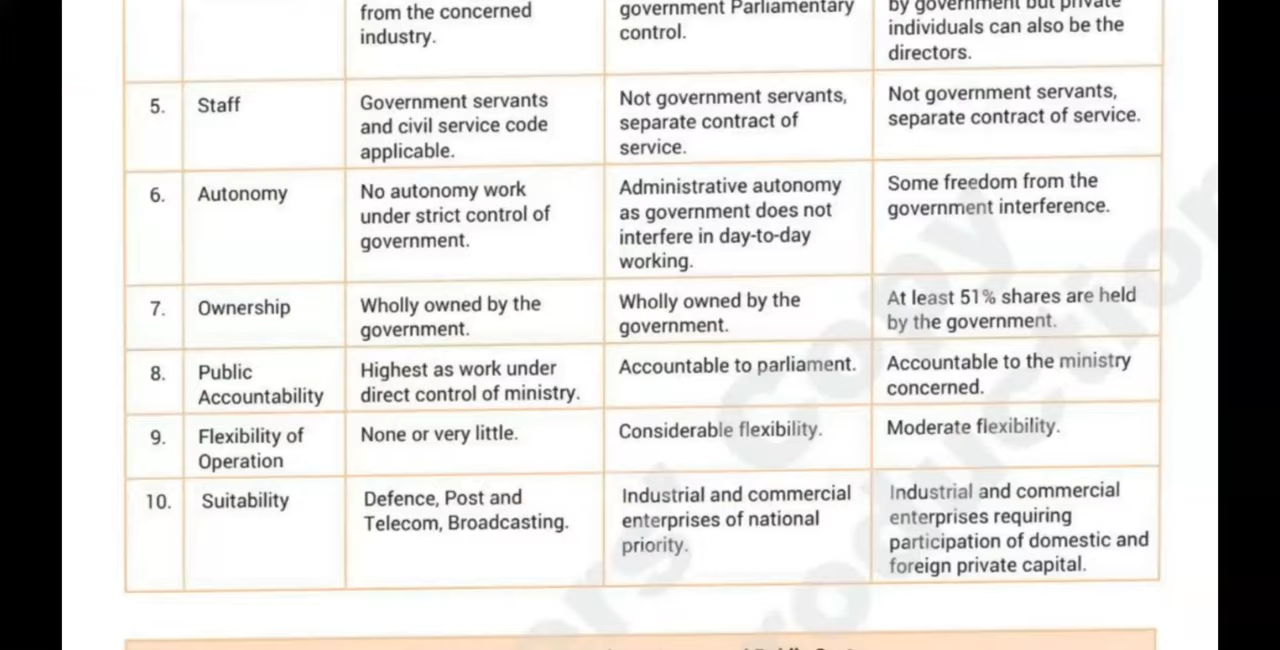 from the concerned
industry.
government Parliamentary
control.
by government but private
individuals can also be the
directors.
5.
Staff
Government servants
and civil service code
applicable.
Not government servants,
separate contract of
service.
Not government servants,
separate contract of service.
6.
Autonomy
No autonomy work
under strict control of
government.
Administrative autonomy
as government does not
interfere in day-to-day
working.
Some freedom from the
government interference.
7.
Ownership
Wholly owned by the
government.
Wholly owned by the
government.
At least 51% shares are held
by the government.
8.
Public
Accountability
Highest as work under
direct control of ministry.
Accountable to parliament.
Accountable to the ministry
concerned.
9.
Flexibility of
Operation
None or very little.
Considerable flexibility.
Moderate flexibility.
10.
Suitability
Defence, Post and
Telecom, Broadcasting.
Industrial and commercial
enterprises of national
priority.
Industrial and commercial
enterprises requiring
participation of domestic and
foreign private capital.
Copy